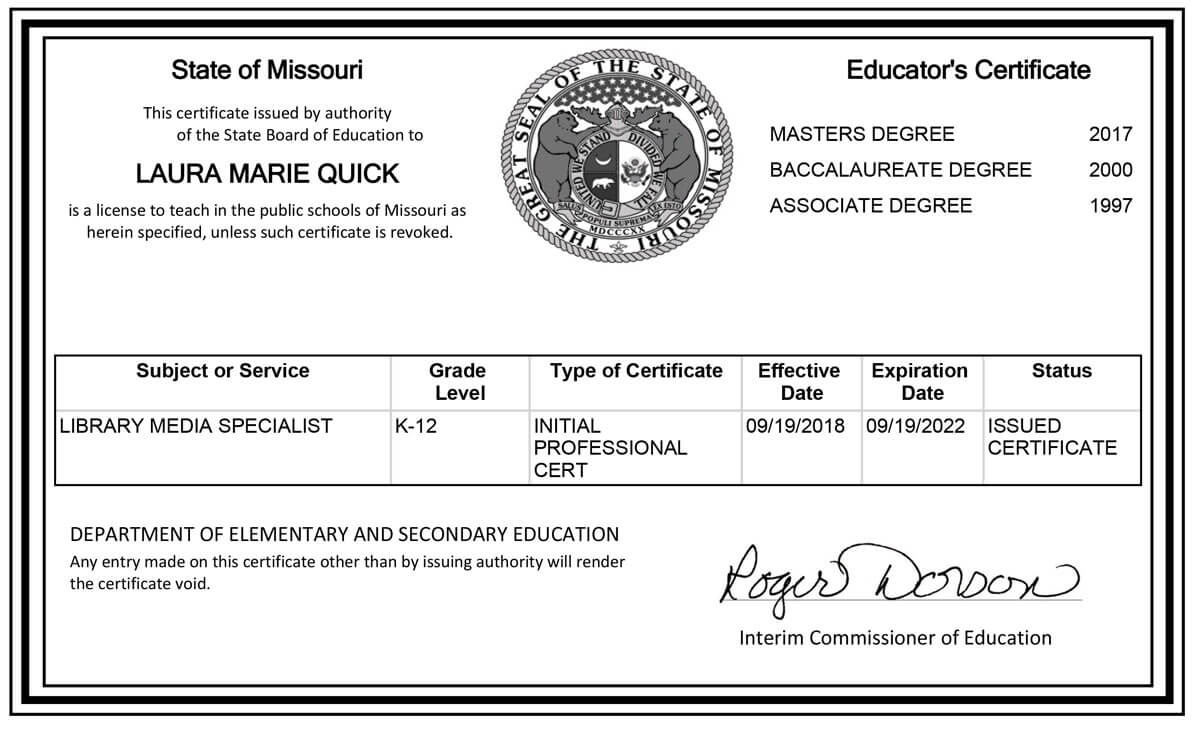 State of Missouri
This certificate issued by authority
of the State Board of Education to
LAURA MARIE QUICK
is a license to teach in the public schools of Missouri as
herein specified, unless such certificate is revoked.
THE GREAT SEAL OF THE STATE OF MISSOURI
UNITED WE STAND DIVIDED WE FALL
SALUS POPULI SUPREMA LEX ESTO
MDCCCXX
Educator's Certificate
MASTERS DEGREE 2017
BACCALAUREATE DEGREE 2000
ASSOCIATE DEGREE 1997
Subject or Service Grade Level Type of Certificate Effective Date Expiration Date Status
LIBRARY MEDIA SPECIALIST K-12 INITIAL PROFESSIONAL CERT 09/19/2018 09/19/2022 ISSUED CERTIFICATE
DEPARTMENT OF ELEMENTARY AND SECONDARY EDUCATION
Any entry made on this certificate other than by issuing authority will render
the certificate void.
Roger Dorson
Interim Commissioner of Education